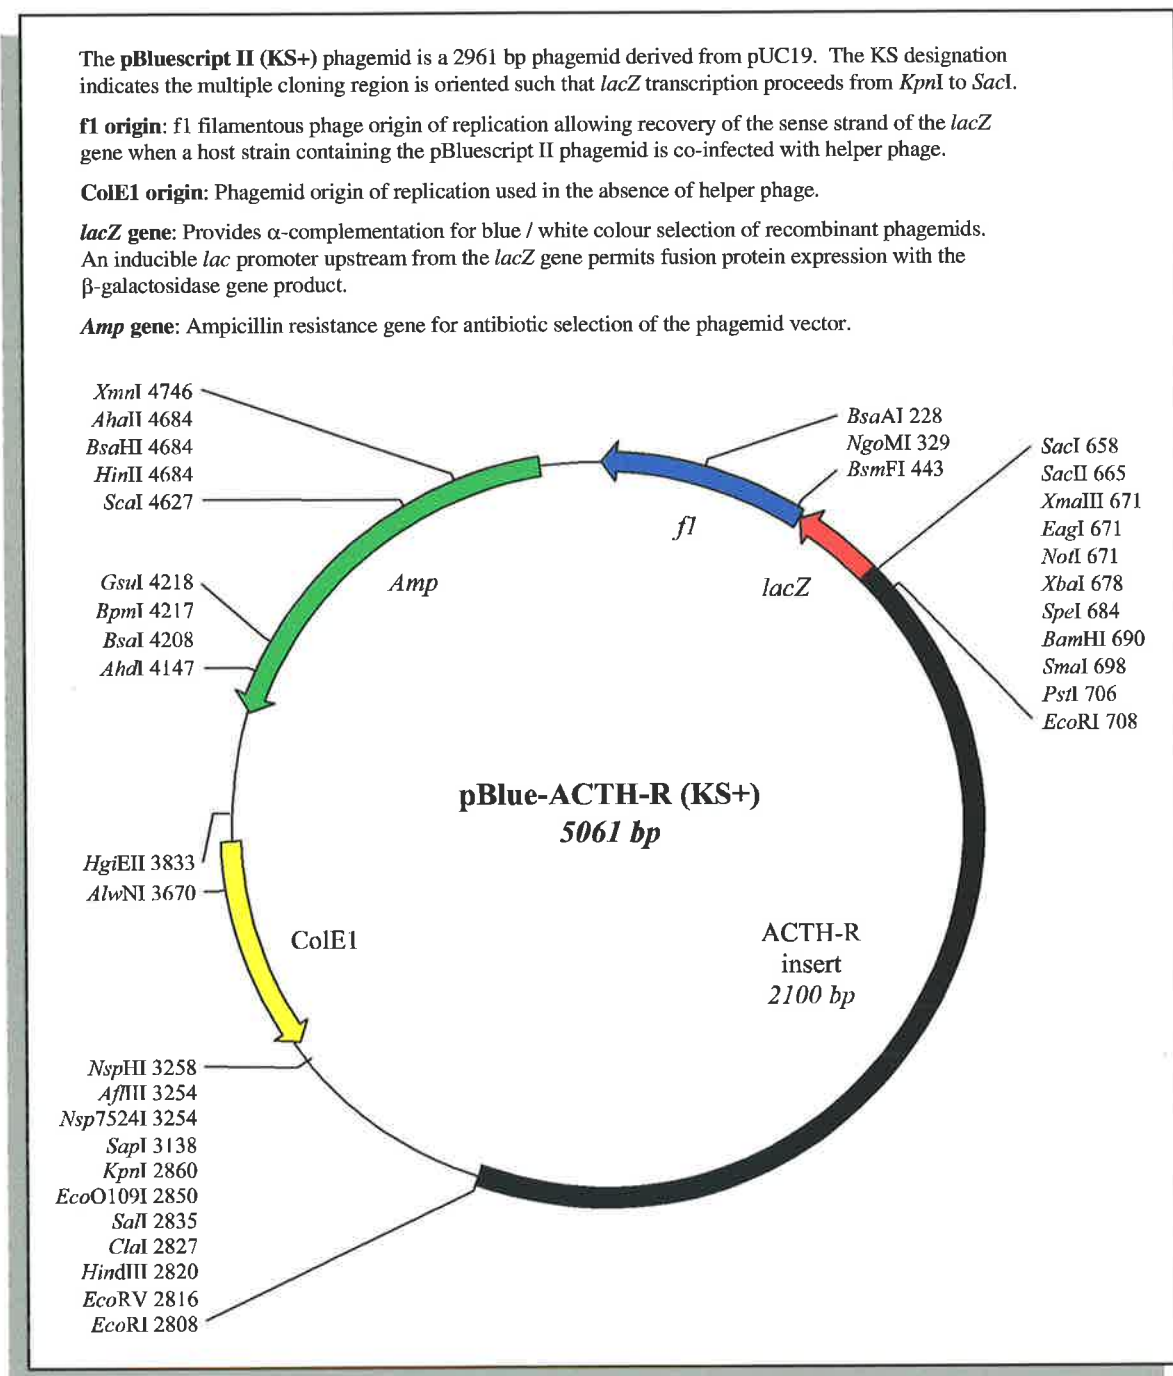 The pBluescript II (KS+) phagemid is a 2961 bp phagemid derived from pUC19. The KS designation
indicates the multiple cloning region is oriented such that lacZ transcription proceeds from KpnI to SacI.
f1 origin: f1 filamentous phage origin of replication allowing recovery of the sense strand of the lacZ
gene when a host strain containing the pBluescript II phagemid is co-infected with helper phage.
ColE1 origin: Phagemid origin of replication used in the absence of helper phage.
lacZ gene: Provides α-complementation for blue / white colour selection of recombinant phagemids.
An inducible lac promoter upstream from the lacZ gene permits fusion protein expression with the
β-galactosidase gene product.
Amp gene: Ampicillin resistance gene for antibiotic selection of the phagemid vector.
XmnI 4746
AhaII 4684
BsaHI 4684
HinII 4684
ScaI 4627
GsuI 4218
BpmI 4217
BsaI 4208
AhdI 4147
HgiEII 3833
AlwNI 3670
NspHI 3258
AflIII 3254
Nsp7524I 3254
SapI 3138
KpnI 2860
EcoO109I 2850
SalI 2835
ClaI 2827
HindIII 2820
EcoRV 2816
EcoRI 2808
BsaAI 228
NgoMI 329
BsmFI 443
SacI 658
SacII 665
XmaIII 671
EagI 671
NotI 671
XbaI 678
SpeI 684
BamHI 690
SmaI 698
PstI 706
EcoRI 708
f1
lacZ
Amp
ColE1
pBlue-ACTH-R (KS+)
5061 bp
ACTH-R
insert
2100 bp